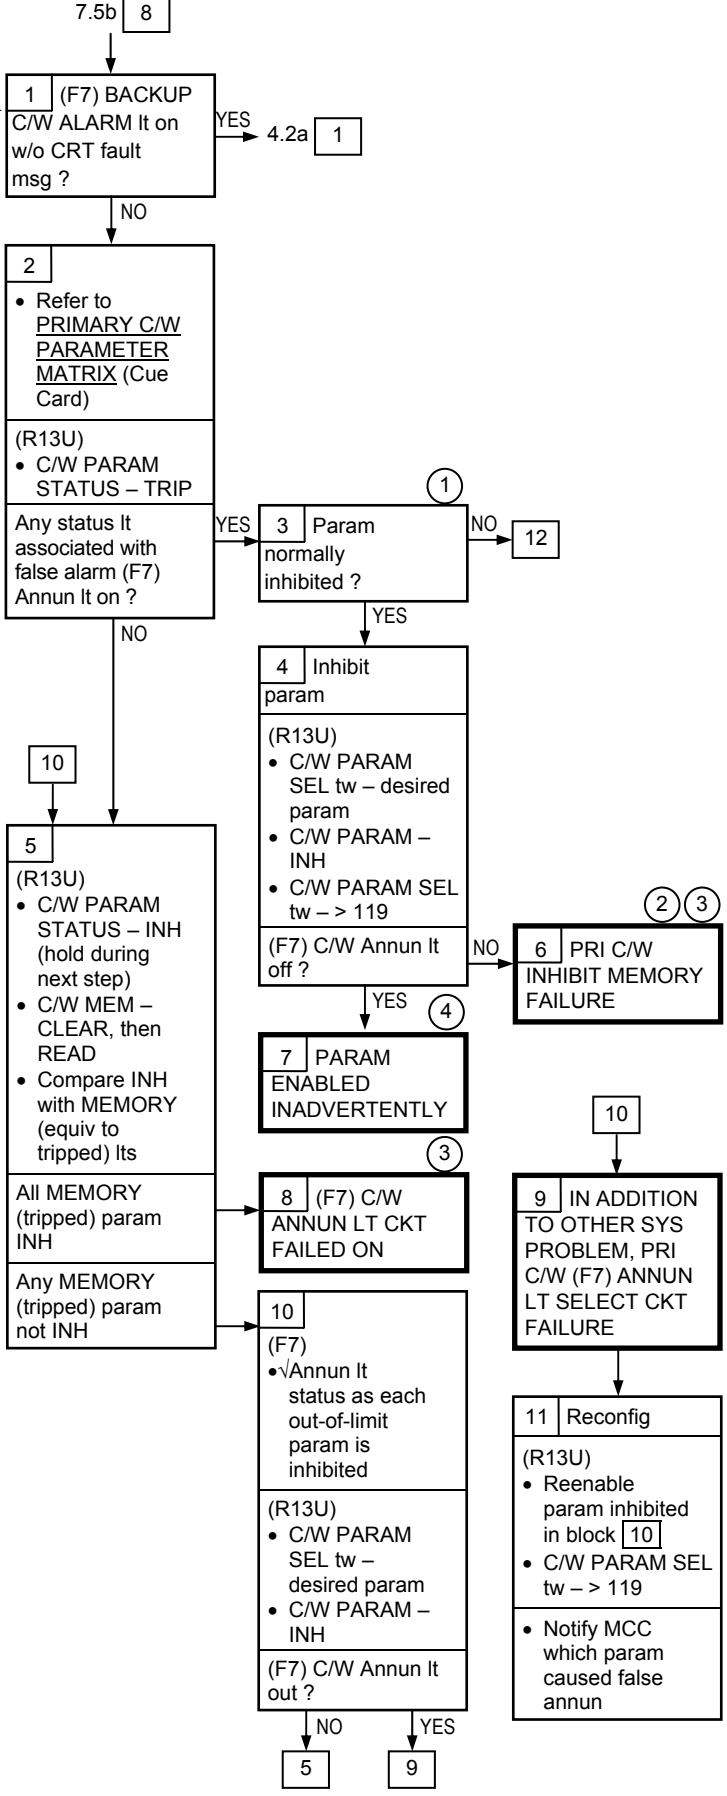 7.5b 8
1 (F7) BACKUP
C/W ALARM lt on
w/o CRT fault
msg ?
YES
4.2a 1
NO
2
• Refer to
PRIMARY C/W
PARAMETER
MATRIX (Cue
Card)
(R13U)
• C/W PARAM
STATUS – TRIP
Any status lt
associated with
false alarm (F7)
Annun lt on ?
YES
NO
1
3 Param
normally
inhibited ?
NO
12
YES
4 Inhibit
param
(R13U)
• C/W PARAM
SEL tw – desired
param
• C/W PARAM –
INH
• C/W PARAM SEL
tw – > 119
(F7) C/W Annun lt
off ?
NO
YES
2 3
6 PRI C/W
INHIBIT MEMORY
FAILURE
4
7 PARAM
ENABLED
INADVERTENTLY
10
5
(R13U)
• C/W PARAM
STATUS – INH
(hold during
next step)
• C/W MEM –
CLEAR, then
READ
• Compare INH
with MEMORY
(equiv to
tripped) lts
All MEMORY
(tripped) param
INH
Any MEMORY
(tripped) param
not INH
3
8 (F7) C/W
ANNUN LT CKT
FAILED ON
10
(F7)
•√Annun lt
status as each
out-of-limit
param is
inhibited
(R13U)
• C/W PARAM
SEL tw –
desired param
• C/W PARAM –
INH
(F7) C/W Annun lt
out ?
NO
YES
5
9
10
9 IN ADDITION
TO OTHER SYS
PROBLEM, PRI
C/W (F7) ANNUN
LT SELECT CKT
FAILURE
11 Reconfig
(R13U)
• Reenable
param inhibited
in block 10
• C/W PARAM SEL
tw – > 119
• Notify MCC
which param
caused false
annun